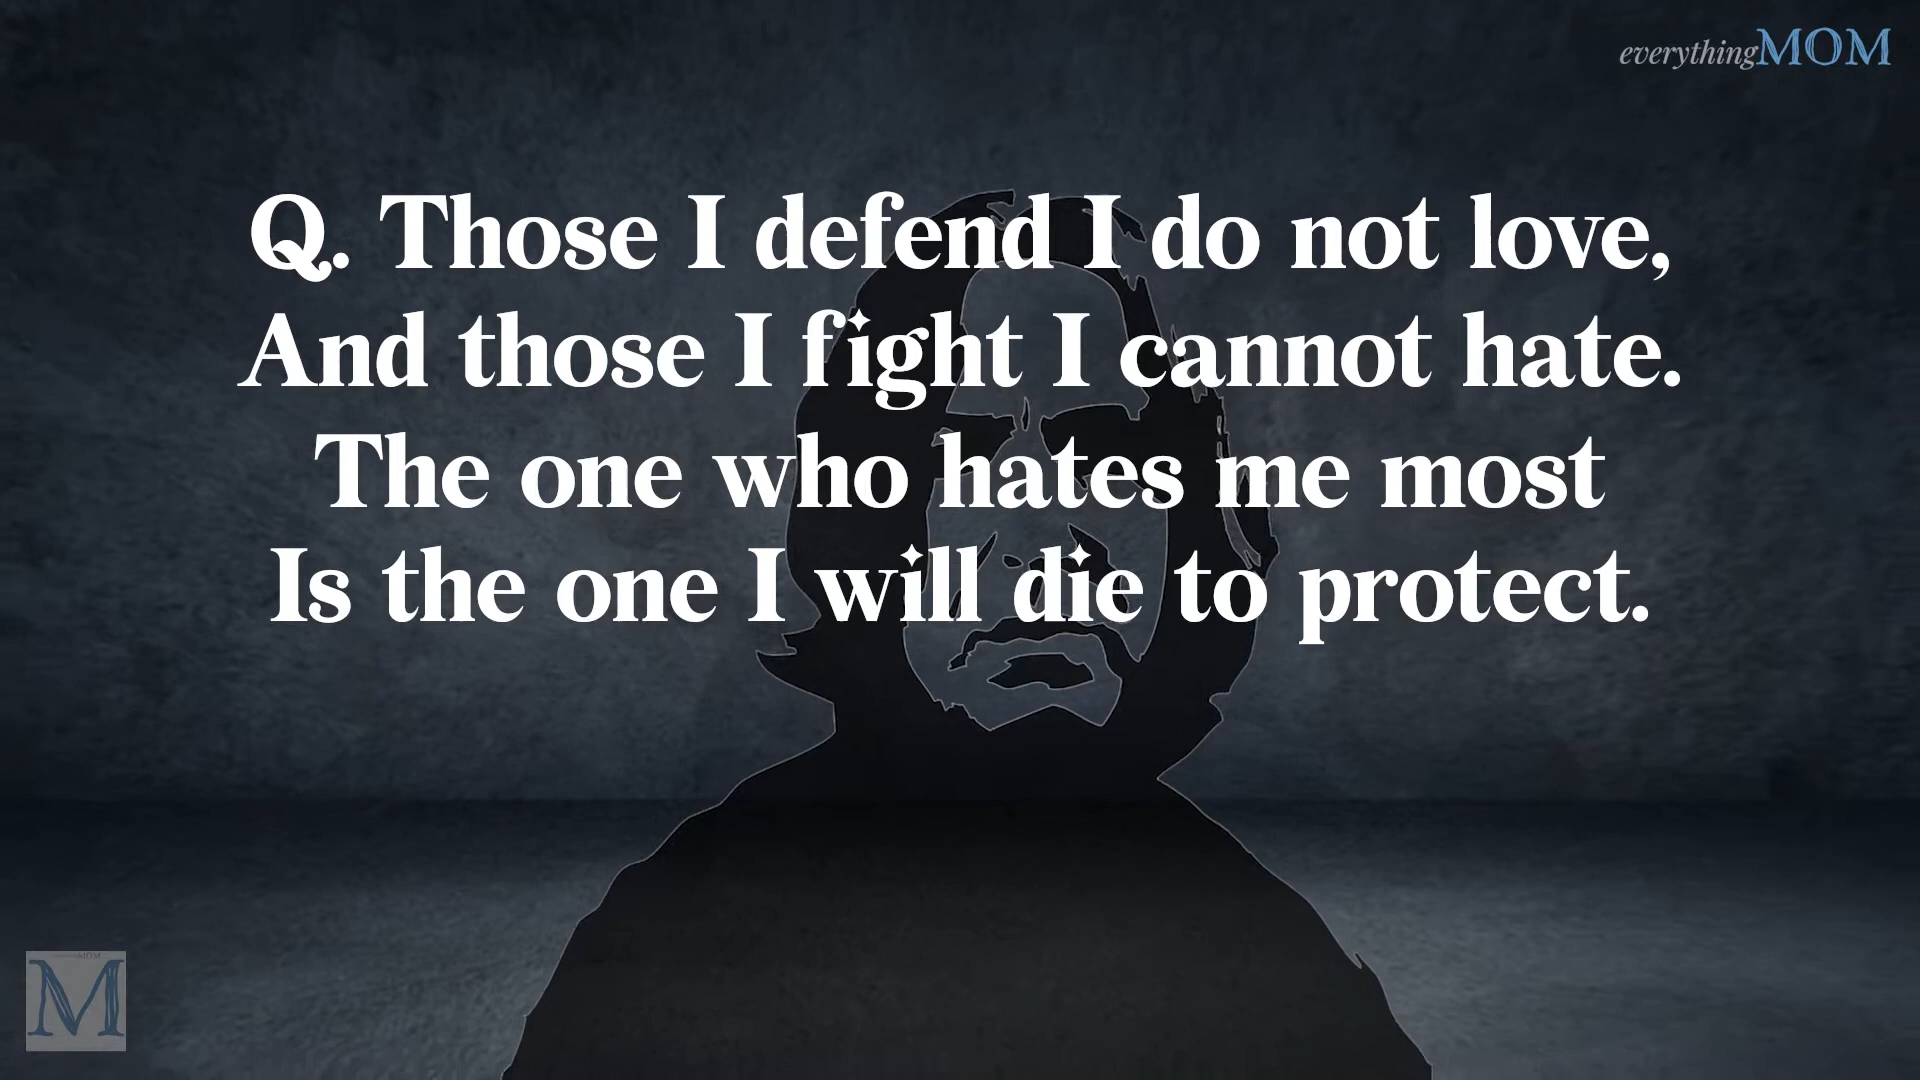 everythingMOM
Q. Those I defend I do not love,
And those I fight I cannot hate.
The one who hates me most
Is the one I will die to protect.
M